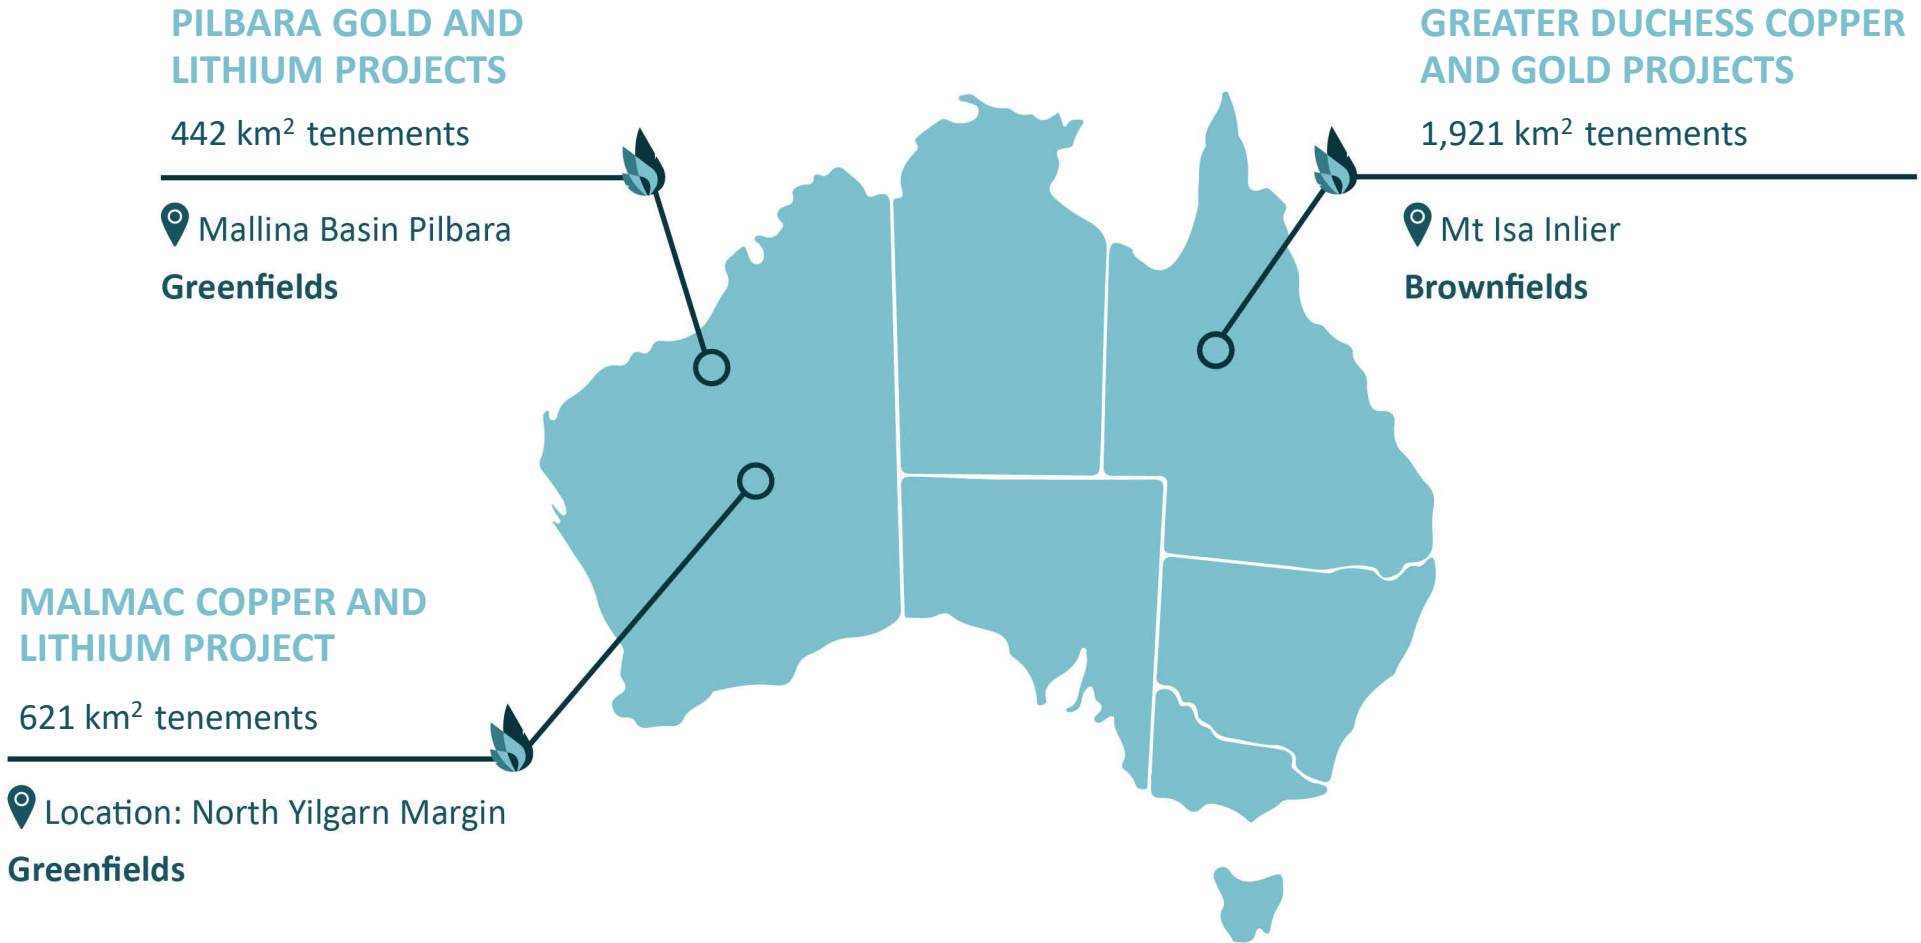 PILBARA GOLD AND
LITHIUM PROJECTS
442 km² tenements
Mallina Basin Pilbara
Greenfields
GREATER DUCHESS COPPER
AND GOLD PROJECTS
1,921 km² tenements
Mt Isa Inlier
Brownfields
MALMAC COPPER AND
LITHIUM PROJECT
621 km² tenements
Location: North Yilgarn Margin
Greenfields